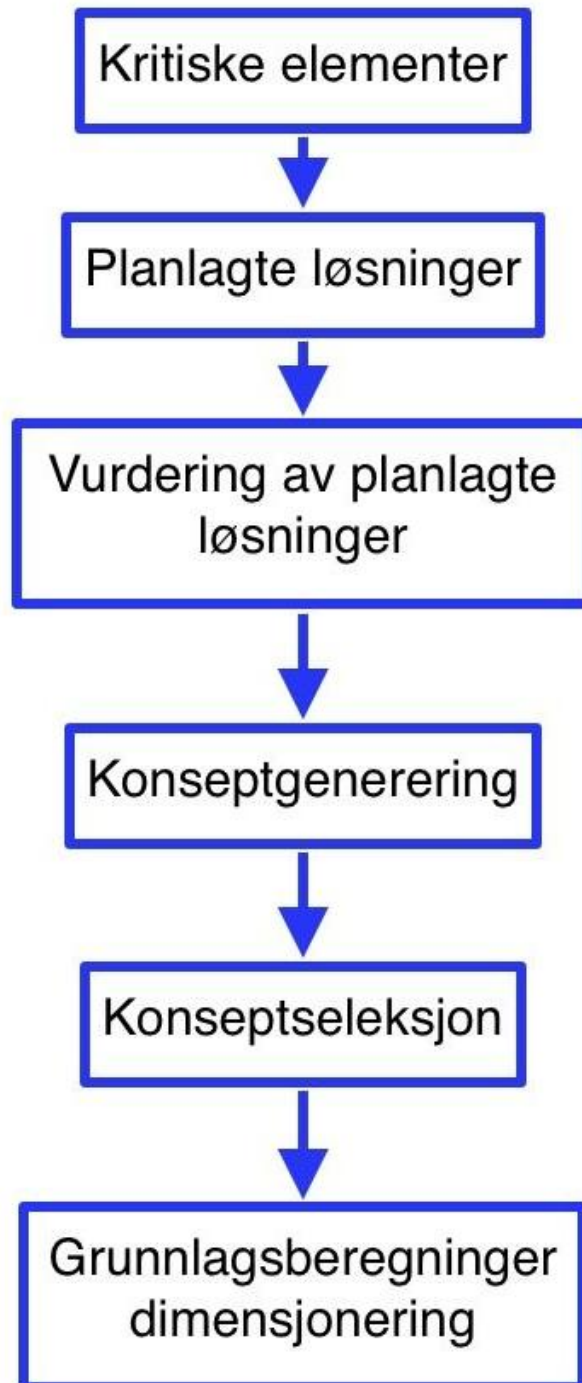 Kritiske elementer
Planlagte løsninger
Vurdering av planlagte
løsninger
Konseptgenerering
Konseptseleksjon
Grunnlagsberegninger
dimensjonering